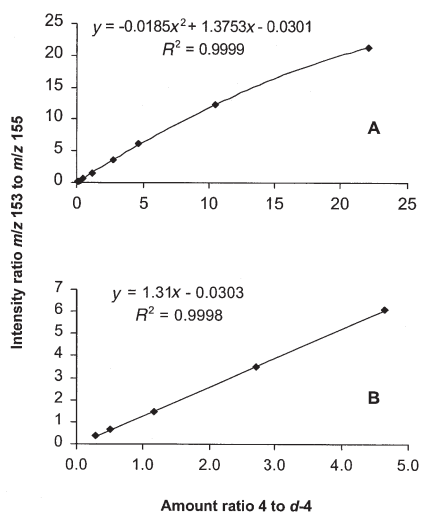 Intensity ratio m/z 153 to m/z 155
25
20
15
10
5
0
y = -0.0185x² + 1.3753x - 0.0301
R² = 0.9999
A
0 5 10 15 20 25
7
6
5
4
3
2
1
0
y = 1.31x - 0.0303
R² = 0.9998
B
0.0 1.0 2.0 3.0 4.0 5.0
Amount ratio 4 to d-4